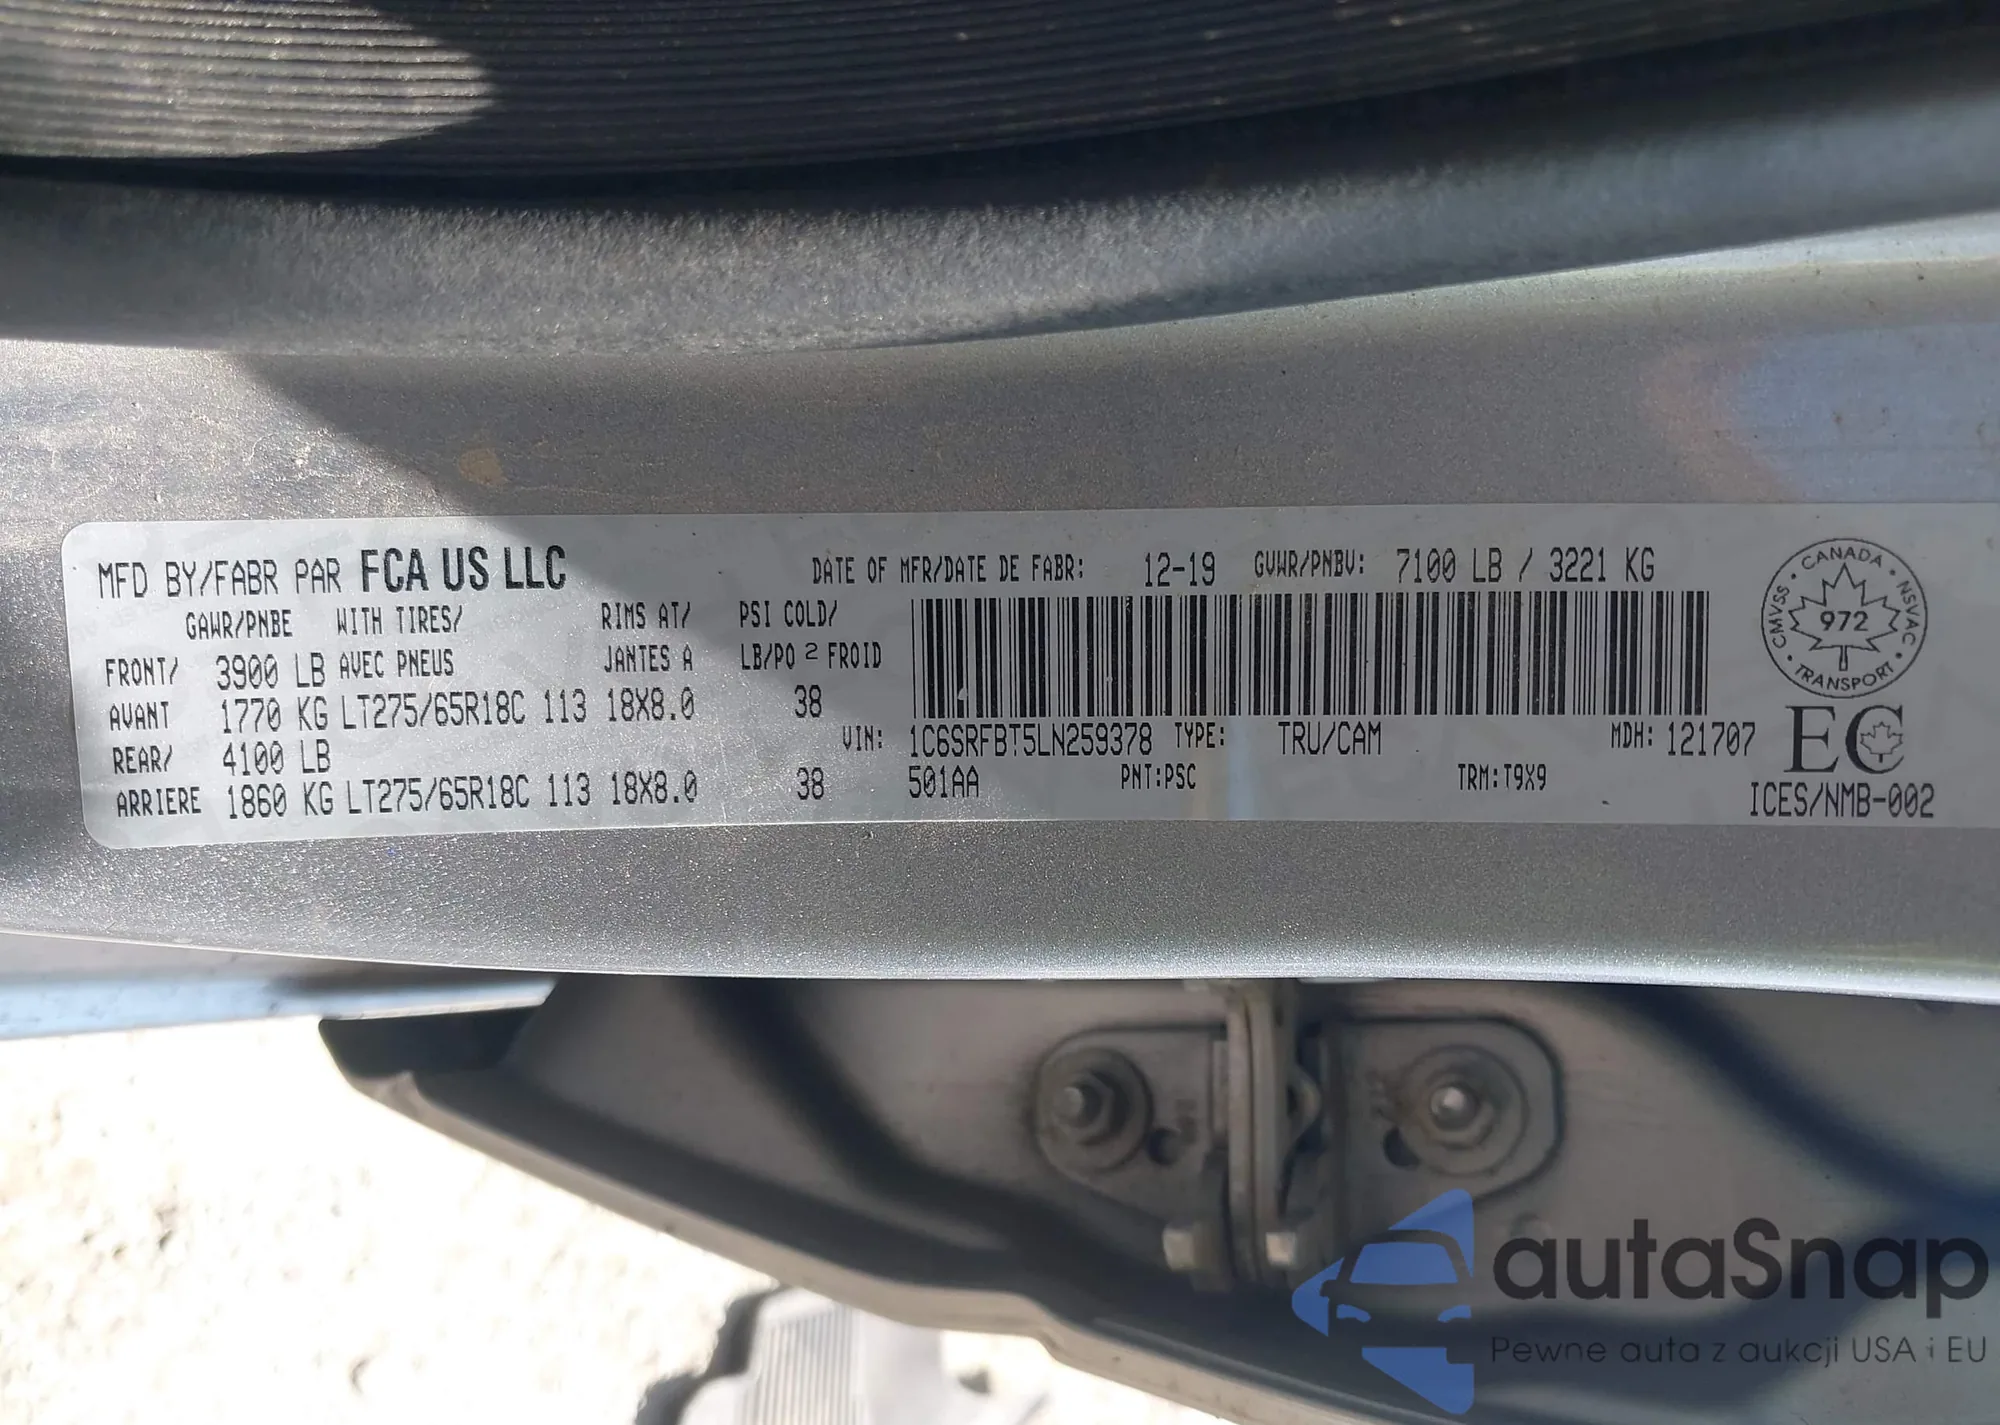 MFD BY/FABR PAR FCA US LLC DATE OF MFR/DATE DE FABR: 12-19 GVWR/PNBV: 7100 LB / 3221 KG
GAWR/PNBE WITH TIRES/ RIMS AT/ PSI COLD/
FRONT/ 3900 LB AVEC PNEUS JANTES A LB/PO 2 FROID
AVANT 1770 KG LT275/65R18C 113 18X8.0 38
REAR/ 4100 LB
ARRIERE 1860 KG LT275/65R18C 113 18X8.0 38
VIN: 1C6SRFBT5LN259378 TYPE: TRU/CAM MDH: 121707
501AA PNT:PSC TRM:T9X9
CANADA • NSVAC • TRANSPORT • CMVSS •
972
EC
ICES/NMB-002
autaSnap
Pewne auta z aukcji USA i EU